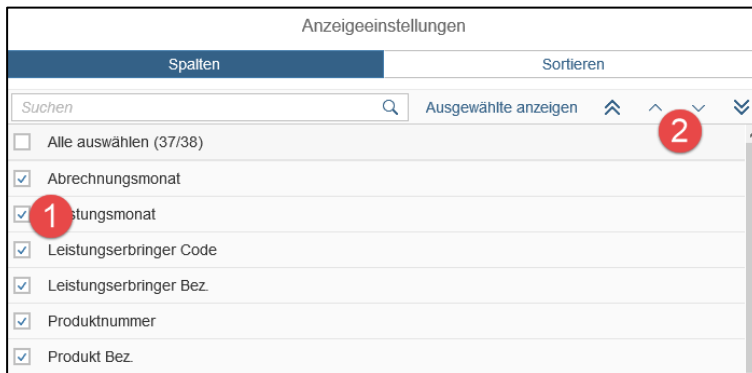 Anzeigeeinstellungen
Spalten Sortieren
Suchen Ausgewählte anzeigen
2
Alle auswählen (37/38)
Abrechnungsmonat
1 stungsmonat
Leistungserbringer Code
Leistungserbringer Bez.
Produktnummer
Produkt Bez.